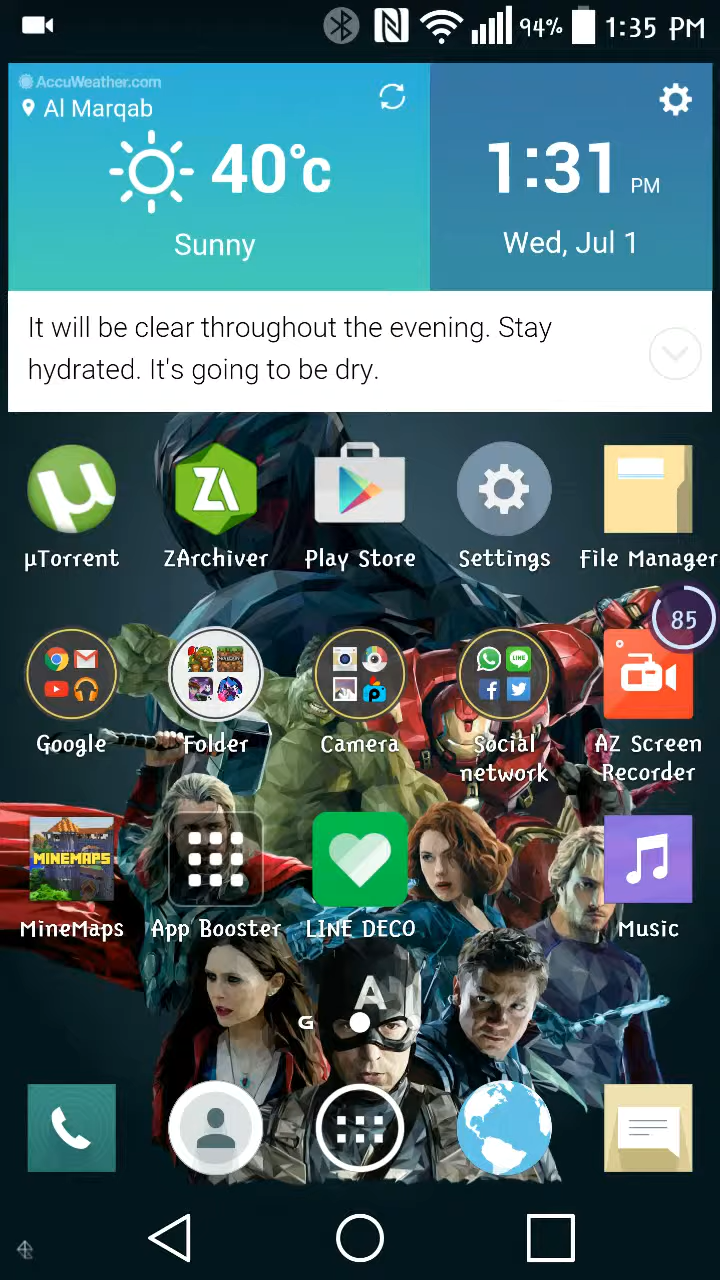 94% 1:35 PM
AccuWeather.com
Al Marqab
40°c
Sunny
1:31 PM
Wed, Jul 1
It will be clear throughout the evening. Stay
hydrated. It's going to be dry.
µTorrent
ZArchiver
Play Store
Settings
File Manager
85
LINE
Google
Folder
Camera
Social
network
AZ Screen
Recorder
MINEMAPS
MineMaps
App Booster
LINE DECO
Music
A